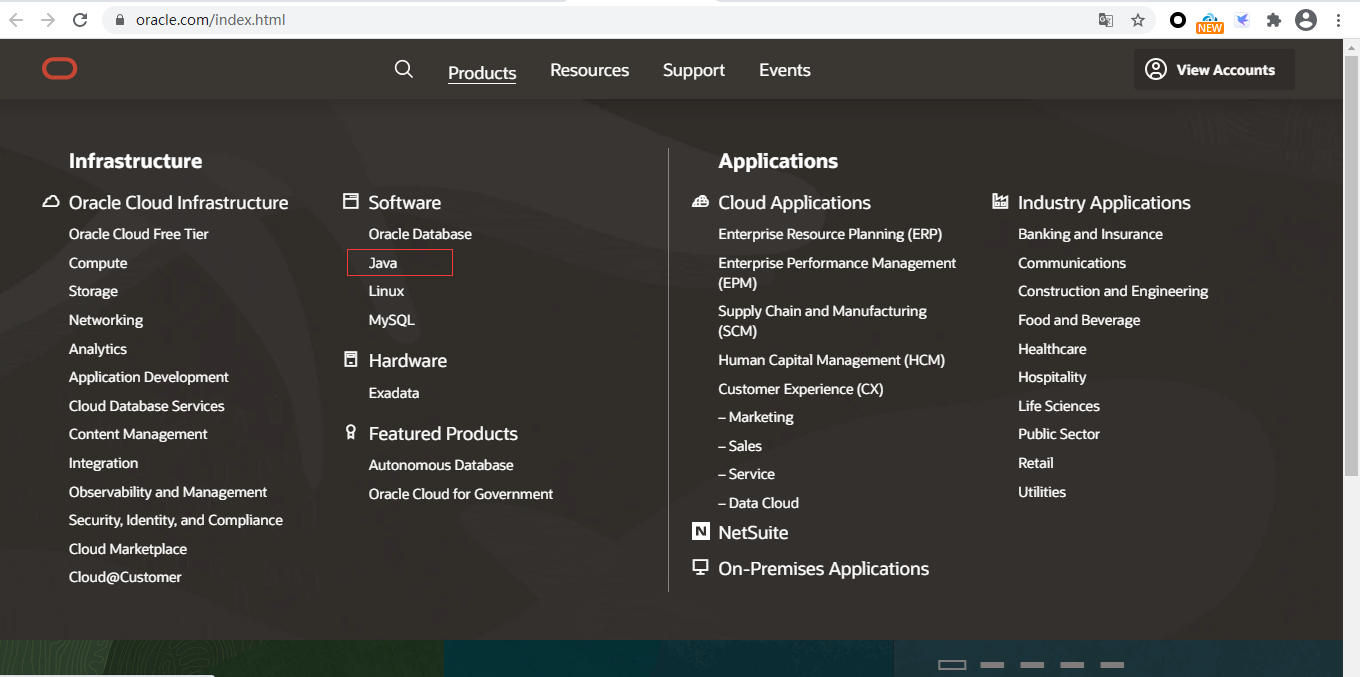 oracle.com/index.html
NEW
Products
Resources
Support
Events
View Accounts
Infrastructure
Oracle Cloud Infrastructure
Oracle Cloud Free Tier
Compute
Storage
Networking
Analytics
Application Development
Cloud Database Services
Content Management
Integration
Observability and Management
Security, Identity, and Compliance
Cloud Marketplace
Cloud@Customer
Software
Oracle Database
Java
Linux
MySQL
Hardware
Exadata
Featured Products
Autonomous Database
Oracle Cloud for Government
Applications
Cloud Applications
Enterprise Resource Planning (ERP)
Enterprise Performance Management
(EPM)
Supply Chain and Manufacturing
(SCM)
Human Capital Management (HCM)
Customer Experience (CX)
– Marketing
– Sales
– Service
– Data Cloud
N NetSuite
On-Premises Applications
Industry Applications
Banking and Insurance
Communications
Construction and Engineering
Food and Beverage
Healthcare
Hospitality
Life Sciences
Public Sector
Retail
Utilities